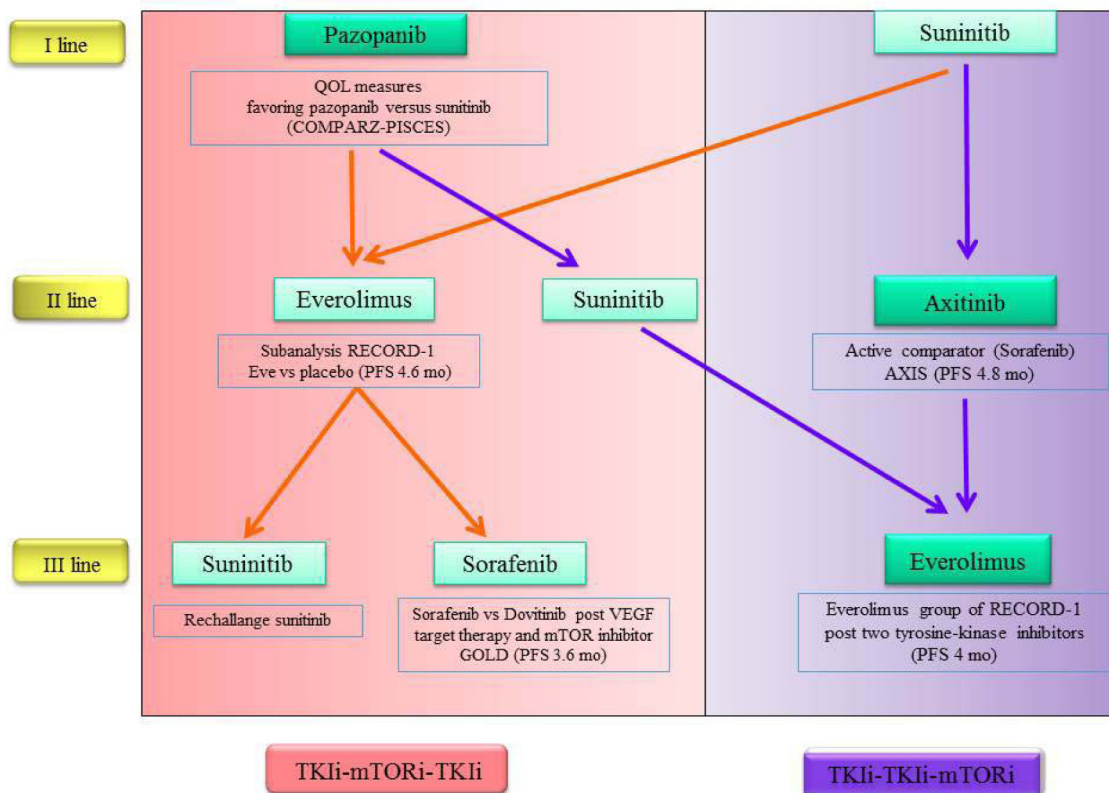 I line
Pazopanib
Suninitib
QOL measures
favoring pazopanib versus sunitinib
(COMPARZ-PISCES)
II line
Everolimus
Suninitib
Axitinib
Subanalysis RECORD-1
Eve vs placebo (PFS 4.6 mo)
Active comparator (Sorafenib)
AXIS (PFS 4.8 mo)
III line
Suninitib
Sorafenib
Everolimus
Rechallange sunitinib
Sorafenib vs Dovitinib post VEGF
target therapy and mTOR inhibitor
GOLD (PFS 3.6 mo)
Everolimus group of RECORD-1
post two tyrosine-kinase inhibitors
(PFS 4 mo)
TKIi-mTORi-TKIi
TKIi-TKIi-mTORi